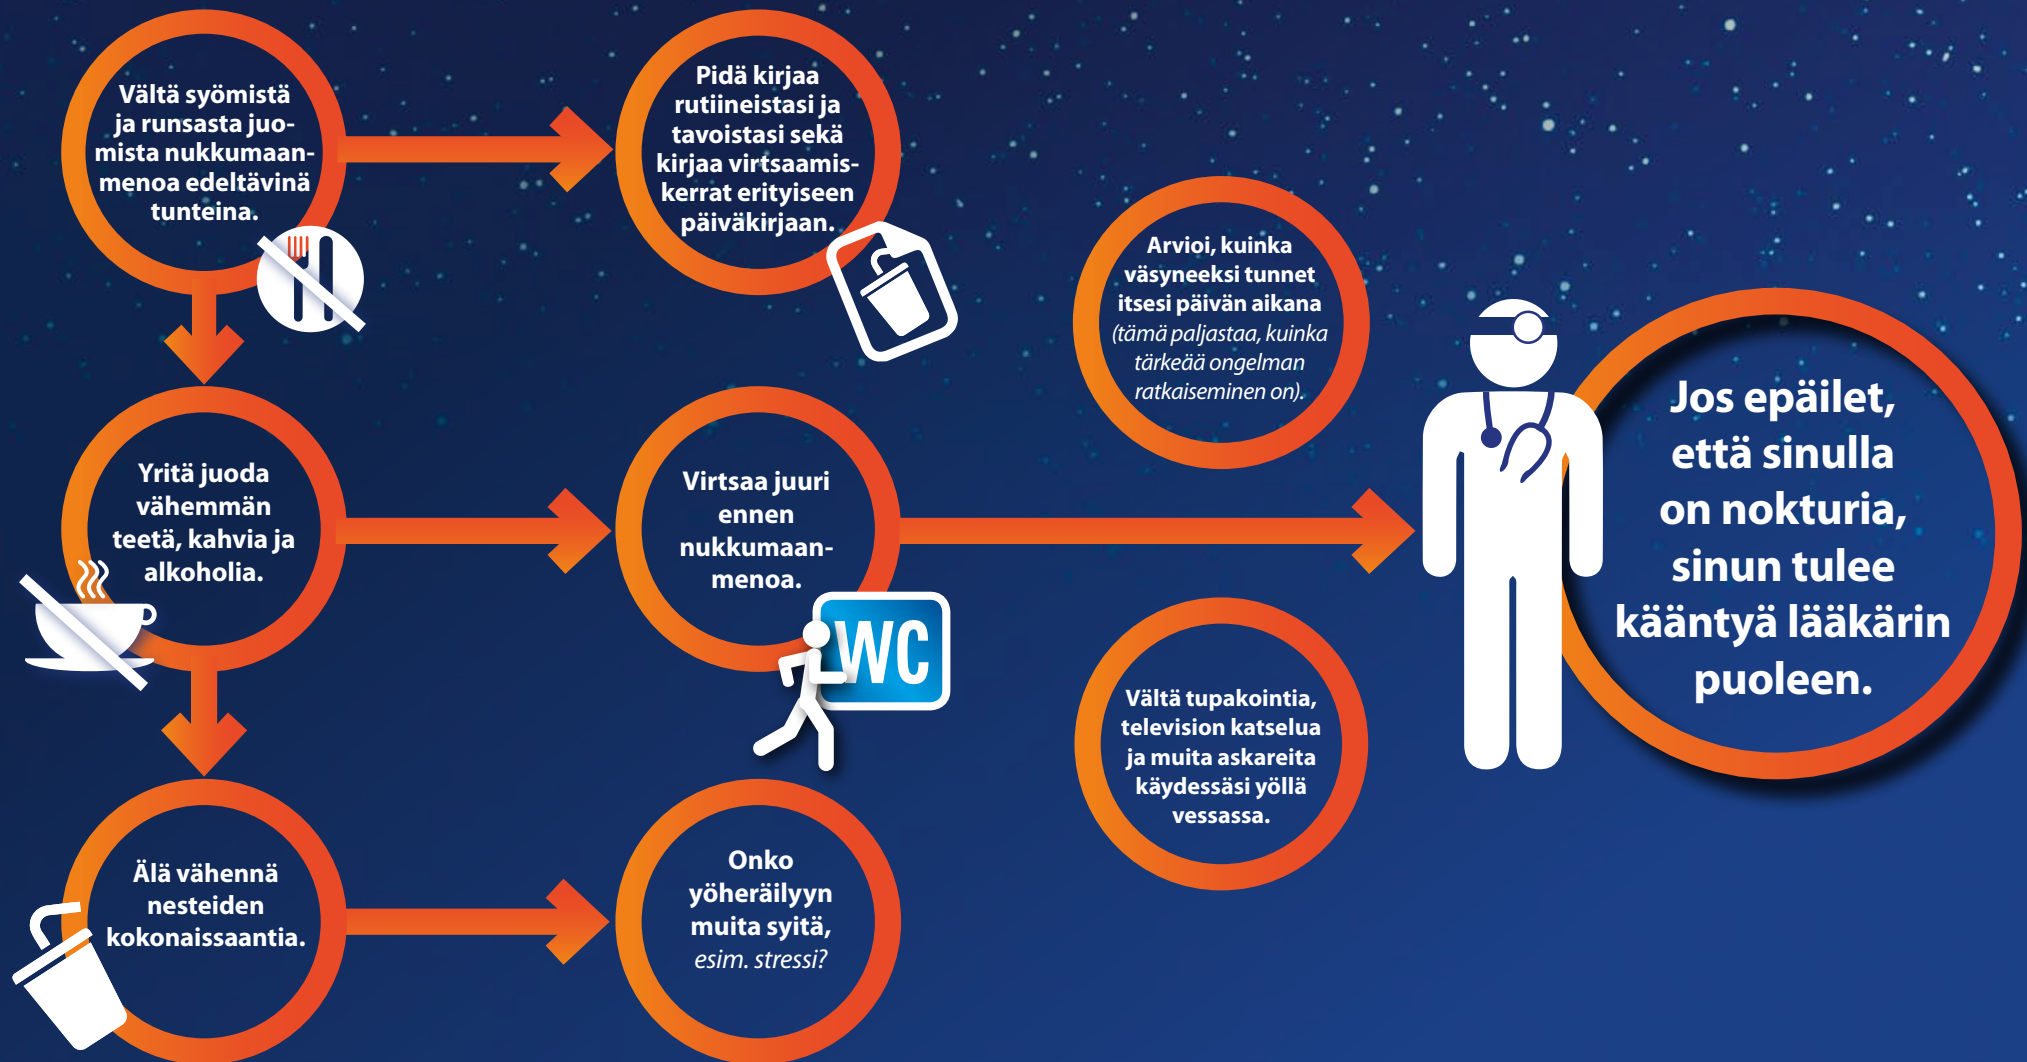 Vältä syömistä
ja runsasta juo-
mista nukkumaan-
menoa edeltävinä
tunteina.
Pidä kirjaa
rutiineistasi ja
tavoistasi sekä
kirjaa virtsaamis-
kerrat erityiseen
päiväkirjaan.
Yritä juoda
vähemmän
teetä, kahvia ja
alkoholia.
Virtsaa juuri
ennen
nukkumaan-
menoa.
WC
Älä vähennä
nesteiden
kokonaissaantia.
Onko
yöheräilyyn
muita syitä,
esim. stressi?
Arvioi, kuinka
väsyneeksi tunnet
itsesi päivän aikana
(tämä paljastaa, kuinka
tärkeää ongelman
ratkaiseminen on).
Vältä tupakointia,
television katselua
ja muita askareita
käydessäsi yöllä
vessassa.
Jos epäilet,
että sinulla
on nokturia,
sinun tulee
kääntyä lääkärin
puoleen.